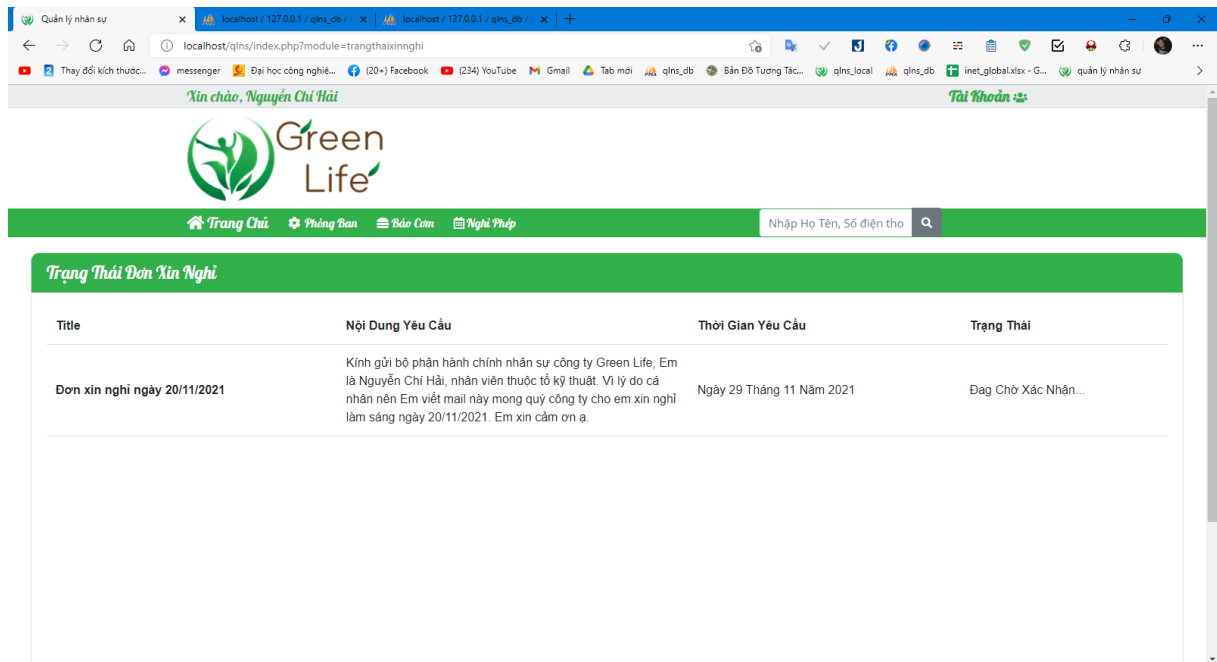 Quản lý nhân sự
localhost / 127.0.0.1 / qlns_db /
localhost / 127.0.0.1 / qlns_db /
localhost/qlns/index.php?module=trangthaixinnghi
Thay đổi kích thước... messenger Đại học công nghiệ... (20+) Facebook (234) YouTube Gmail Tab mới qlns_db Bản Đồ Tương Tác... qlns_local qlns_db inet_global.xlsx - G... quản lý nhân sự
Xin chào, Nguyễn Chí Hải Tài Khoản
Green
Life
Trang Chủ Phòng Ban Báo Cơm Nghỉ Phép Nhập Họ Tên, Số điện tho
Trạng Thái Đơn Xin Nghỉ
Title Nội Dung Yêu Cầu Thời Gian Yêu Cầu Trạng Thái
Kính gửi bộ phận hành chính nhân sự công ty Green Life, Em
là Nguyễn Chí Hải, nhân viên thuộc tổ kỹ thuật. Vì lý do cá
Đơn xin nghỉ ngày 20/11/2021 Ngày 29 Tháng 11 Năm 2021 Đag Chờ Xác Nhận...
nhân nên Em viết mail này mong quý công ty cho em xin nghỉ
làm sáng ngày 20/11/2021. Em xin cảm ơn ạ.